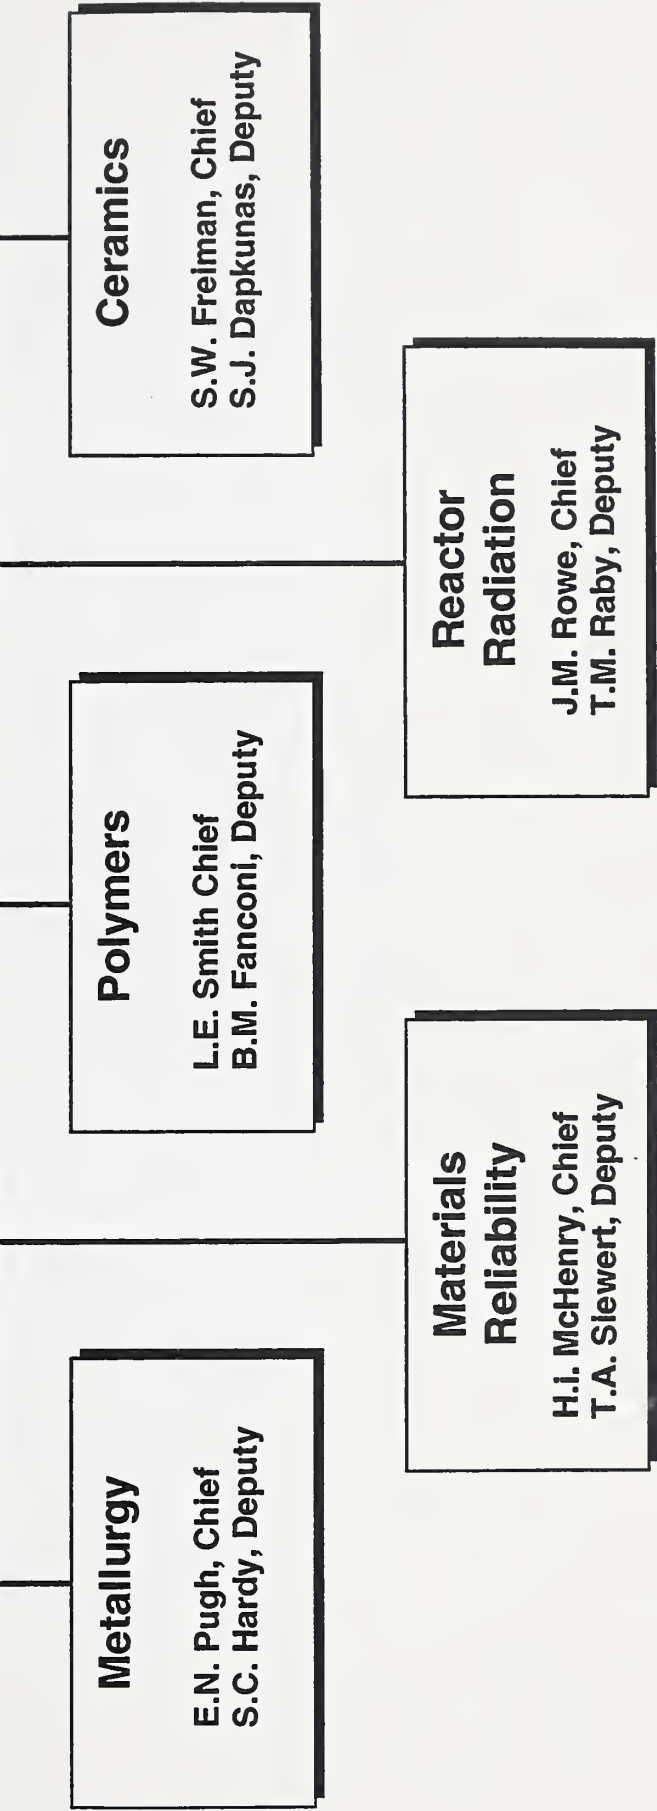 Metallurgy
E.N. Pugh, Chief
S.C. Hardy, Deputy
Materials
Reliability
H.i. McHenry, Chief
T.A. Siewert, Deputy
Polymers
L.E. Smith Chief
B.M. Fanconi, Deputy
Reactor
Radiation
J.M. Rowe, Chief
T.M. Raby, Deputy
Ceramics
S.W. Freiman, Chief
S.J. Dapkunas, Deputy